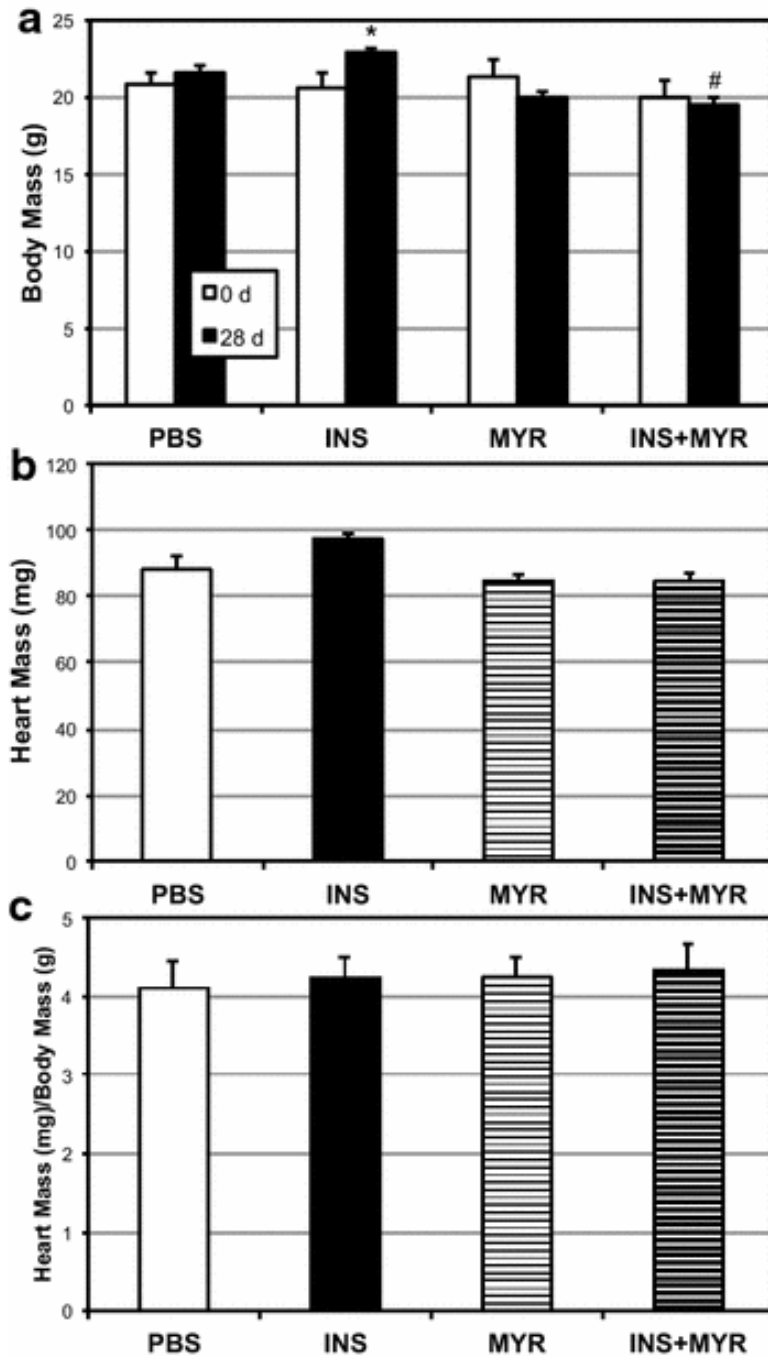 a
Body Mass (g)
25
20
15
10
5
0
*
#
0 d
28 d
PBS INS MYR INS+MYR
b
Heart Mass (mg)
120
100
80
60
40
20
0
PBS INS MYR INS+MYR
c
Heart Mass (mg)/Body Mass (g)
5
4
3
2
1
0
PBS INS MYR INS+MYR